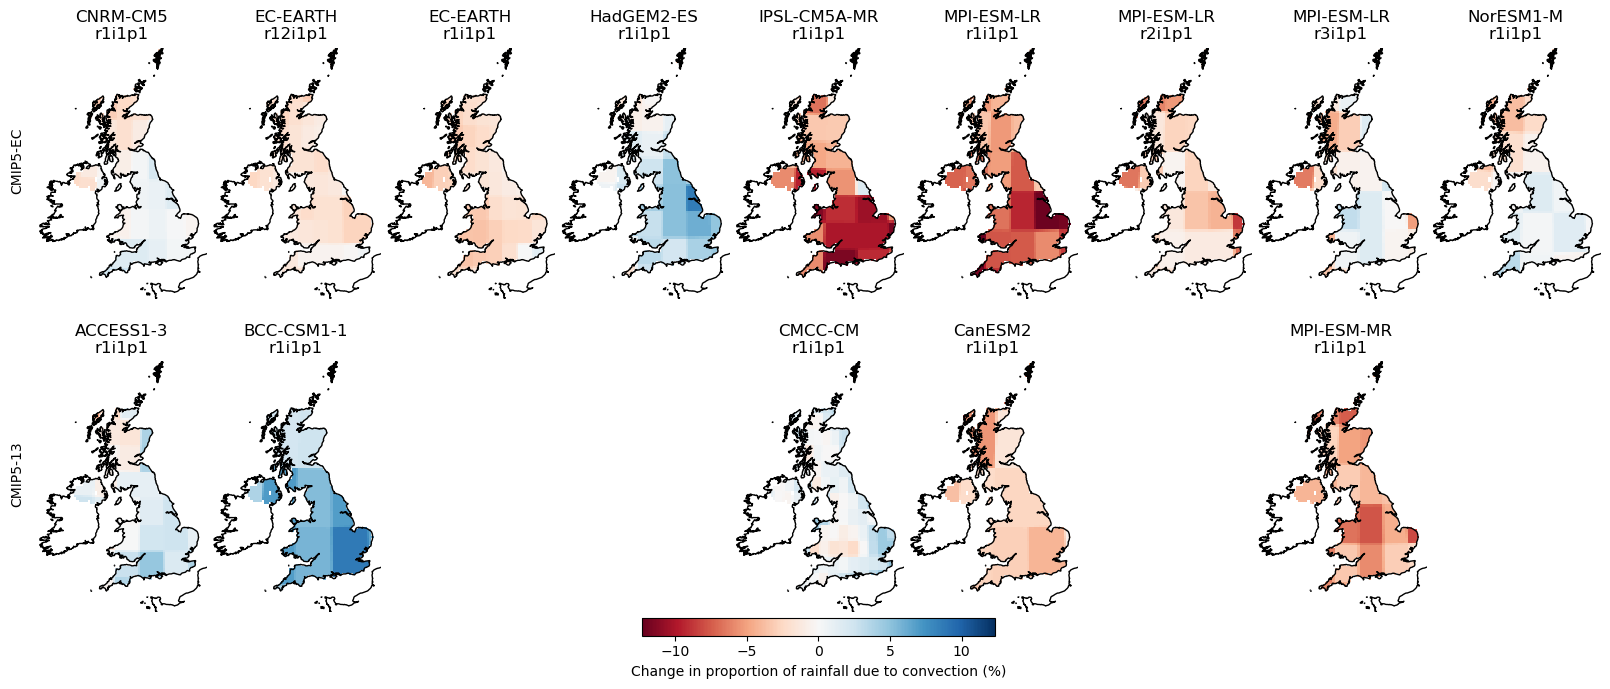 CNRM-CM5
r1i1p1
EC-EARTH
r12i1p1
EC-EARTH
r1i1p1
HadGEM2-ES
r1i1p1
IPSL-CM5A-MR
r1i1p1
MPI-ESM-LR
r1i1p1
MPI-ESM-LR
r2i1p1
MPI-ESM-LR
r3i1p1
NorESM1-M
r1i1p1
CMIP5-EC
ACCESS1-3
r1i1p1
BCC-CSM1-1
r1i1p1
CMCC-CM
r1i1p1
CanESM2
r1i1p1
MPI-ESM-MR
r1i1p1
CMIP5-13
−10 −5 0 5 10
Change in proportion of rainfall due to convection (%)